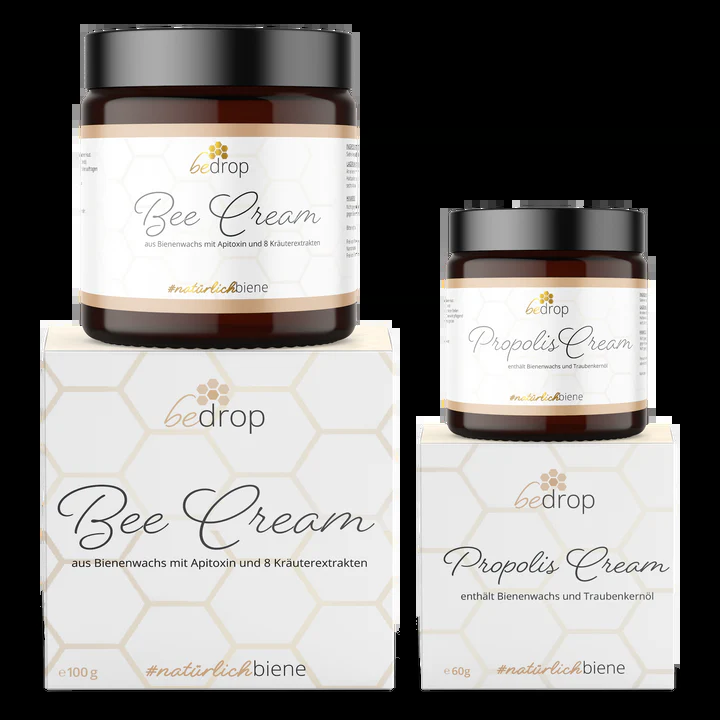 bedrop
Bee Cream
aus Bienenwachs mit Apitoxin und 8 Kräuterextrakten
#natürlichbiene
bedrop
Propolis Cream
enthält Bienenwachs und Traubenkernöl
#natürlichbiene
bedrop
Bee Cream
aus Bienenwachs mit Apitoxin und 8 Kräuterextrakten
℮100 g
#natürlichbiene
bedrop
Propolis Cream
enthält Bienenwachs und Traubenkernöl
℮60g
#natürlichbiene